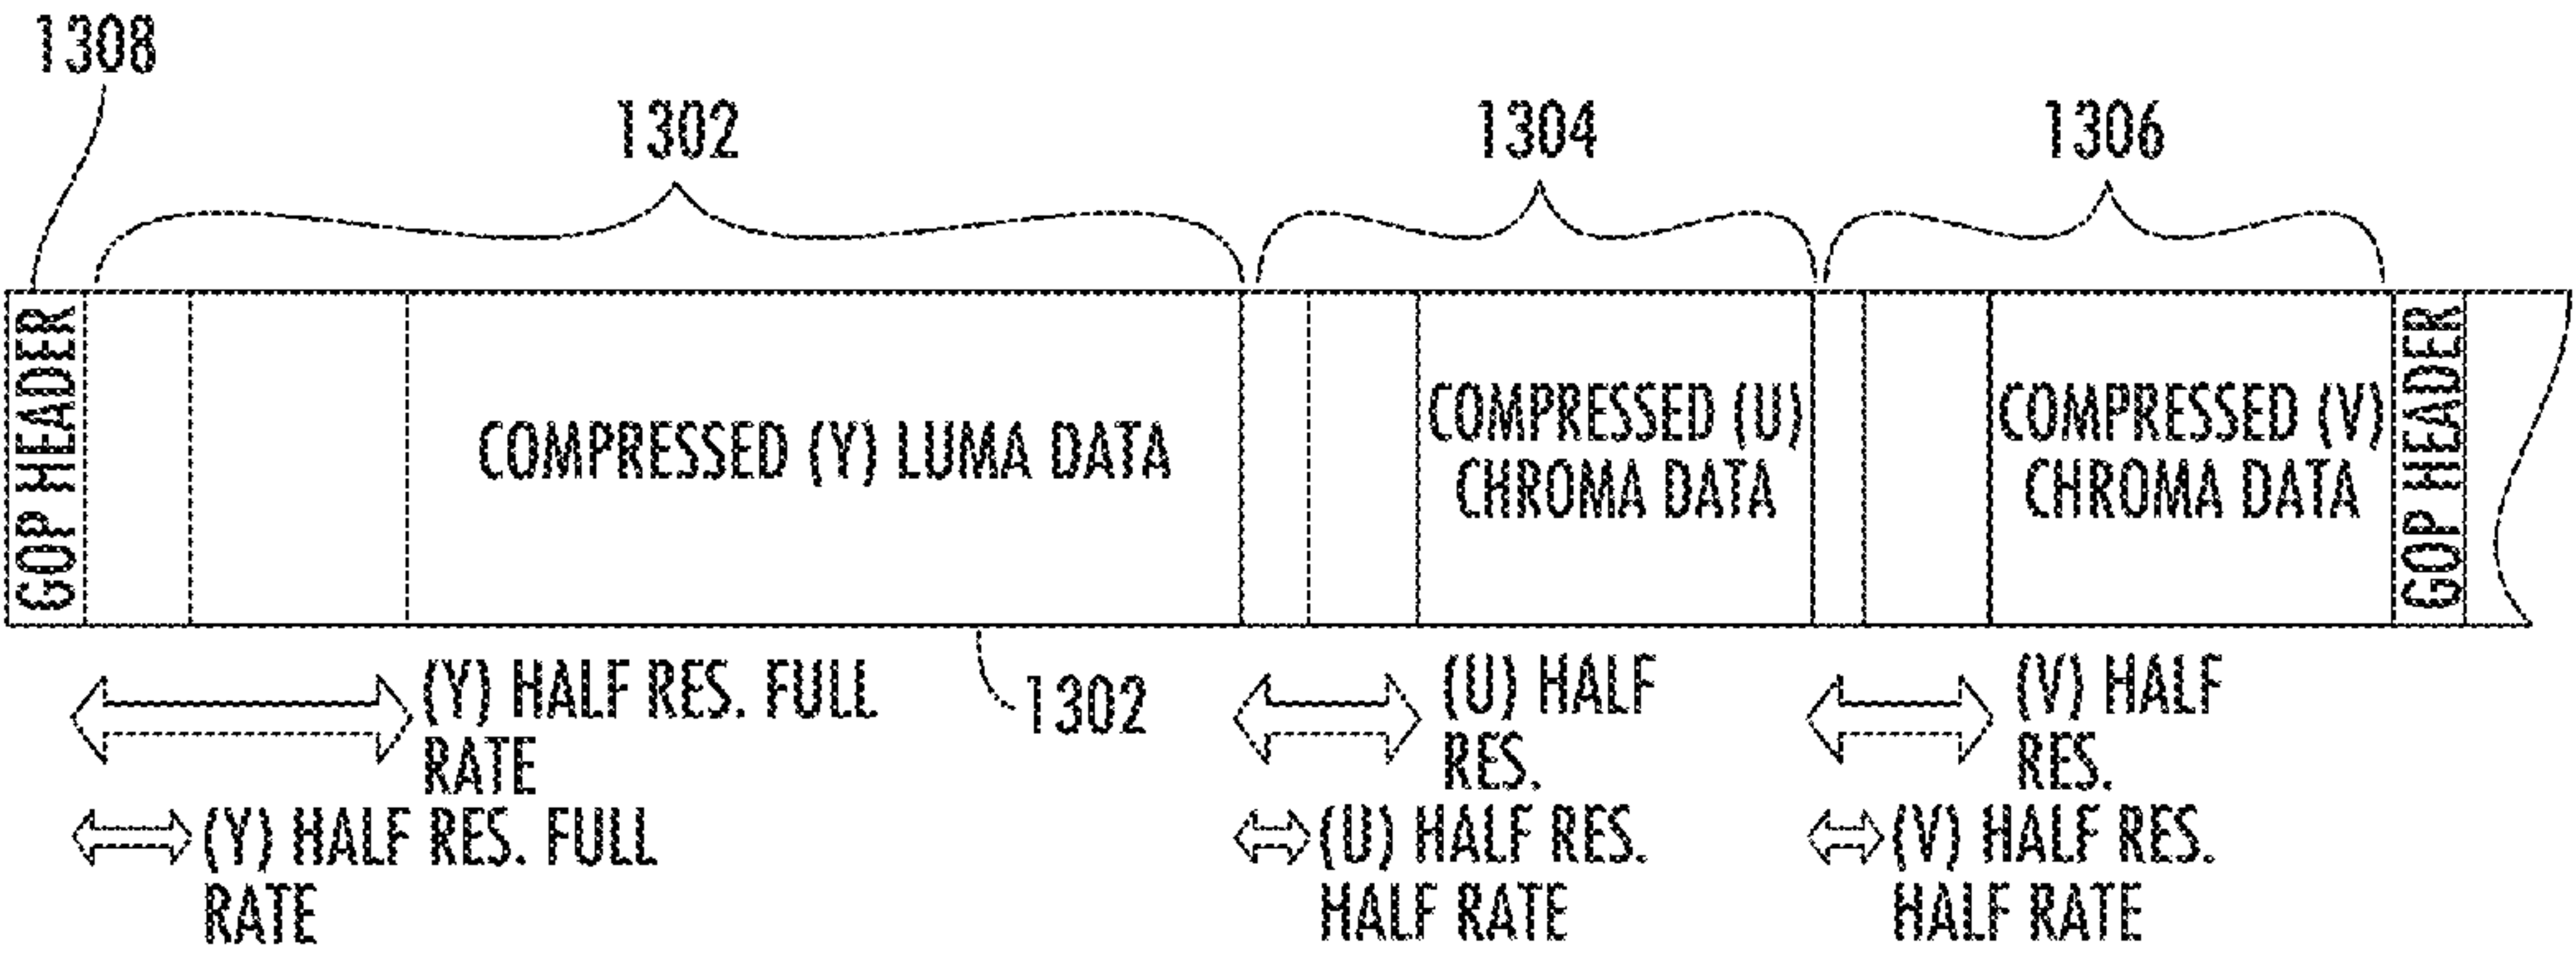 1308
1302
1304
1306
GOP HEADER
COMPRESSED (Y) LUMA DATA
COMPRESSED (U)
CHROMA DATA
COMPRESSED (V)
CHROMA DATA
GOP HEADER
(Y) HALF RES. FULL
RATE
1302
(U) HALF
RES.
(V) HALF
RES.
(Y) HALF RES. FULL
RATE
(U) HALF RES.
HALF RATE
(V) HALF RES.
HALF RATE